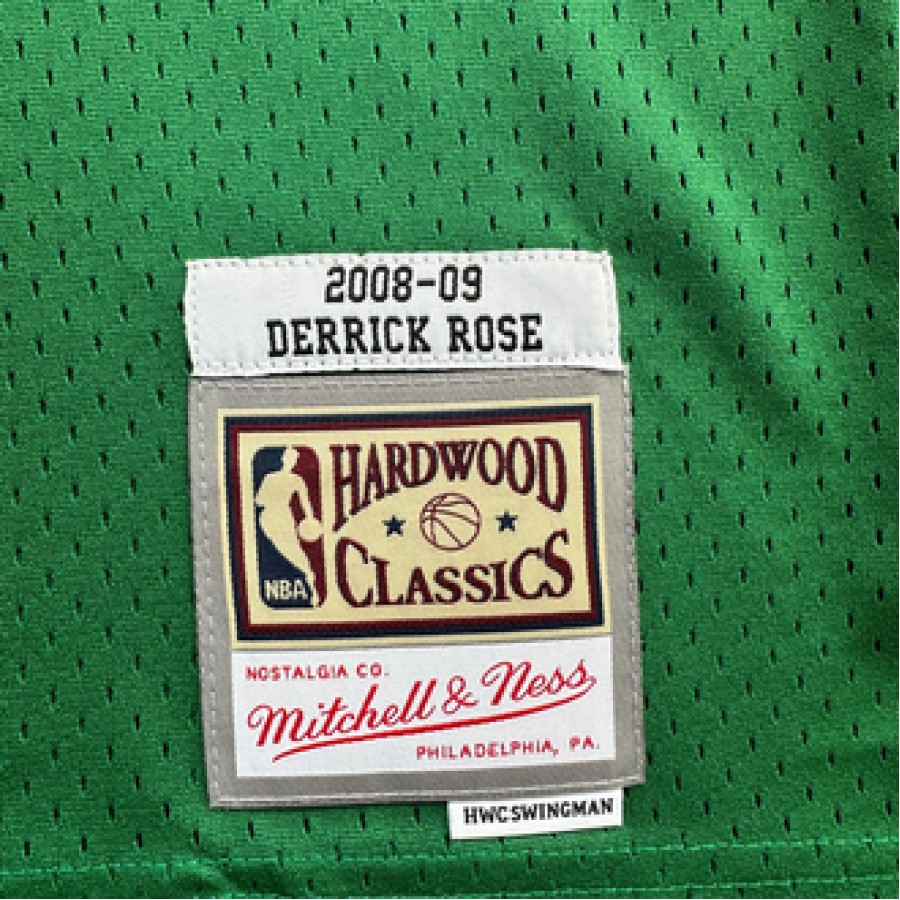 2008-09
DERRICK ROSE
HARDWOOD
CLASSICS
NBA
NOSTALGIA CO.
Mitchell & Ness
PHILADELPHIA, PA.
HWCSWINGMAN